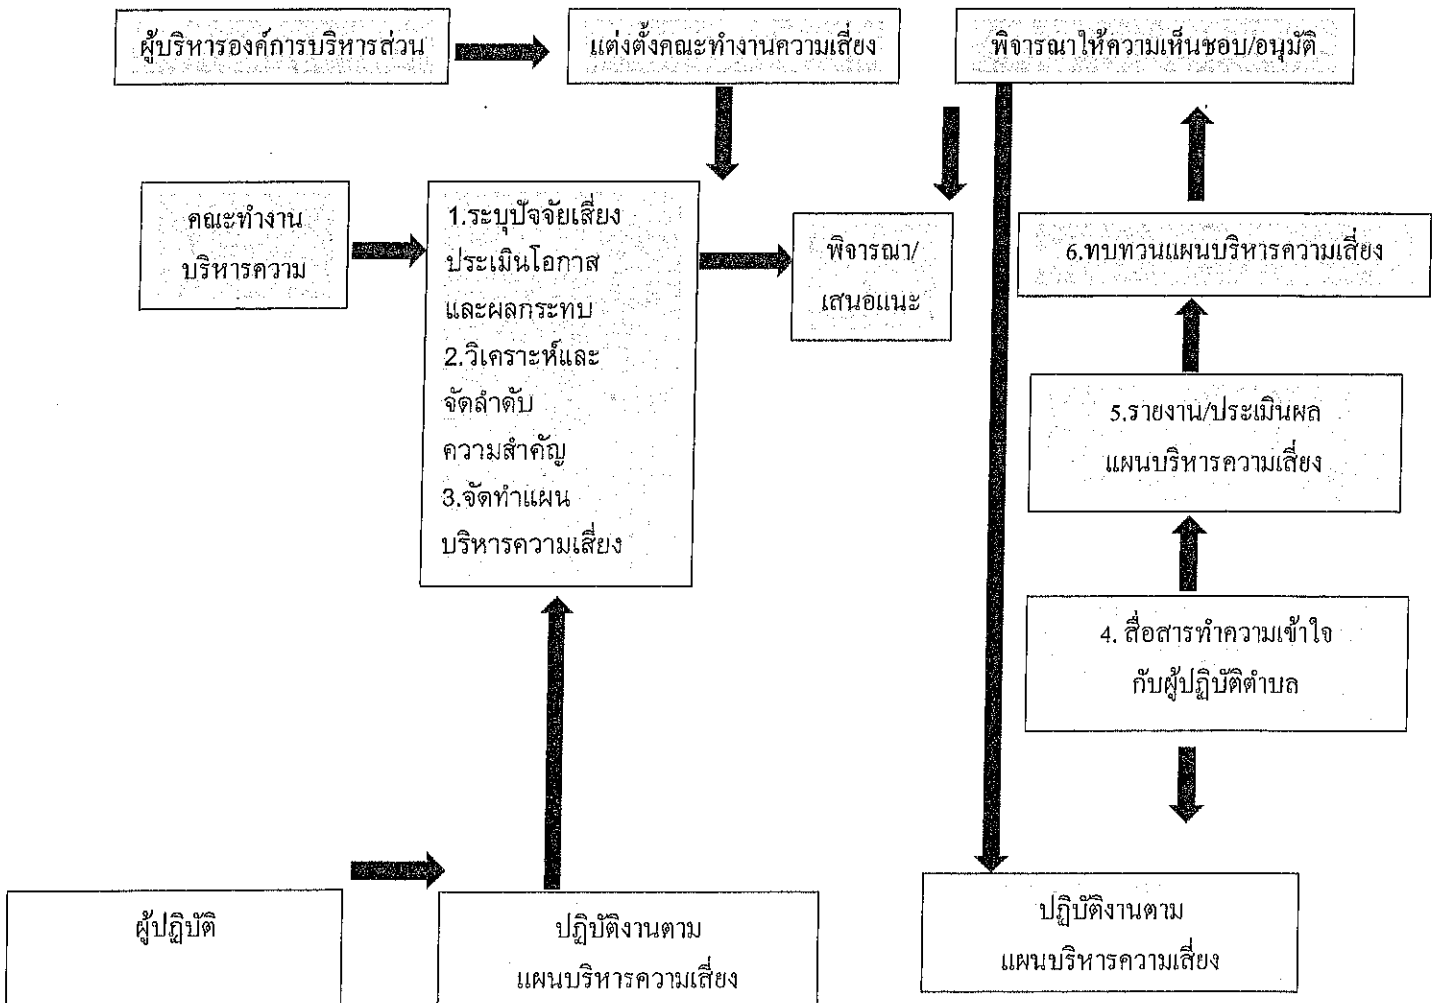 ผู้บริหารองค์การบริหารส่วน
แต่งตั้งคณะทำงานความเสี่ยง
พิจารณาให้ความเห็นชอบ/อนุมัติ
คณะทำงาน
บริหารความ
1.ระบุปัจจัยเสี่ยง
ประเมินโอกาส
และผลกระทบ
2.วิเคราะห์และ
จัดลำดับ
ความสำคัญ
3.จัดทำแผน
บริหารความเสี่ยง
พิจารณา/
เสนอแนะ
6.ทบทวนแผนบริหารความเสี่ยง
5.รายงาน/ประเมินผล
แผนบริหารความเสี่ยง
4. สื่อสารทำความเข้าใจ
กับผู้ปฏิบัติตำบล
ผู้ปฏิบัติ
ปฏิบัติงานตาม
แผนบริหารความเสี่ยง
ปฏิบัติงานตาม
แผนบริหารความเสี่ยง